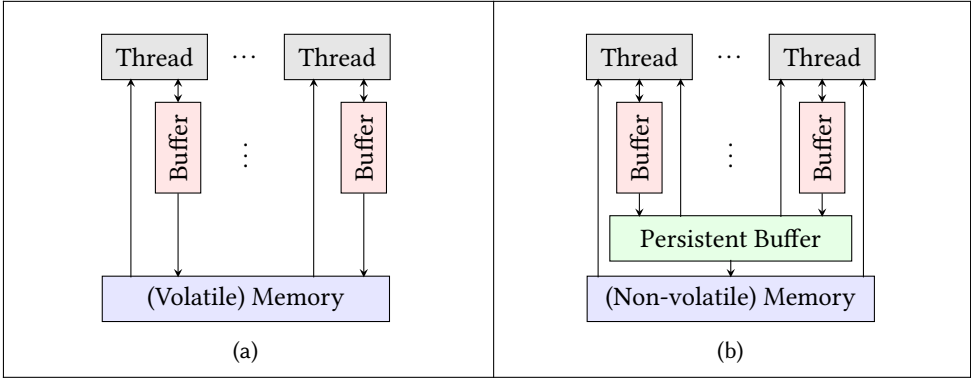 Thread ⋯ Thread
Buffer ⋮ Buffer
(Volatile) Memory
(a)
Thread ⋯ Thread
Buffer ⋮ Buffer
Persistent Buffer
(Non-volatile) Memory
(b)